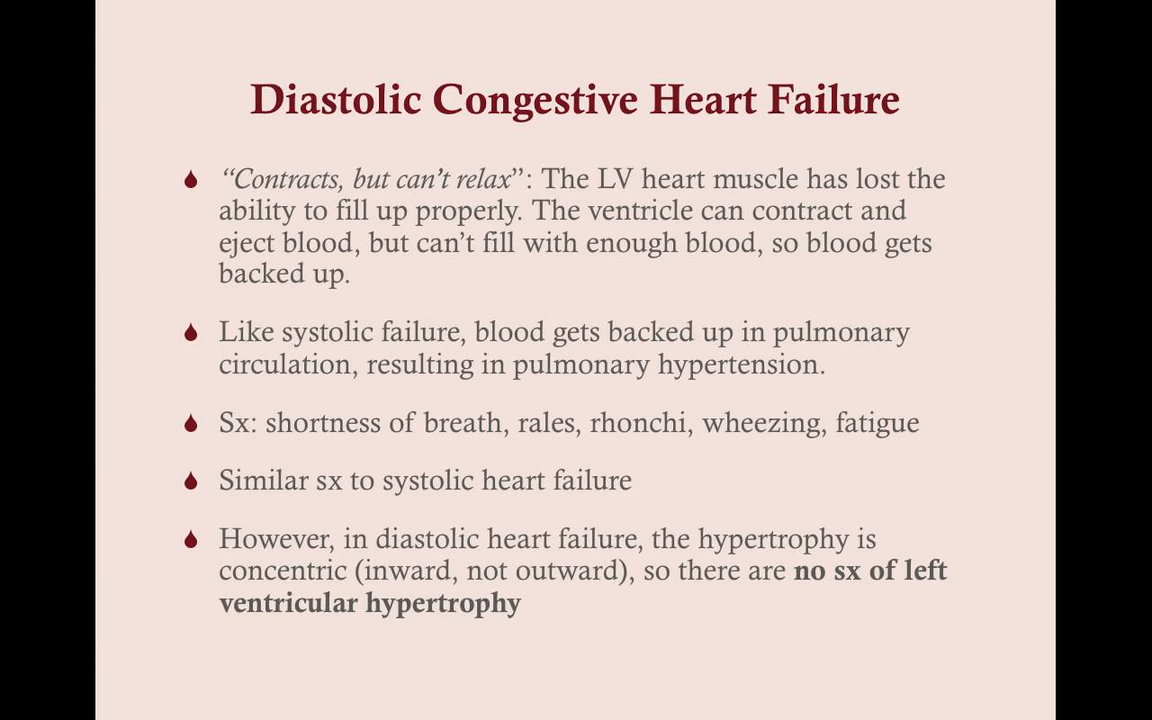 Diastolic Congestive Heart Failure
“Contracts, but can’t relax”: The LV heart muscle has lost the
ability to fill up properly. The ventricle can contract and
eject blood, but can’t fill with enough blood, so blood gets
backed up.
Like systolic failure, blood gets backed up in pulmonary
circulation, resulting in pulmonary hypertension.
Sx: shortness of breath, rales, rhonchi, wheezing, fatigue
Similar sx to systolic heart failure
However, in diastolic heart failure, the hypertrophy is
concentric (inward, not outward), so there are no sx of left
ventricular hypertrophy